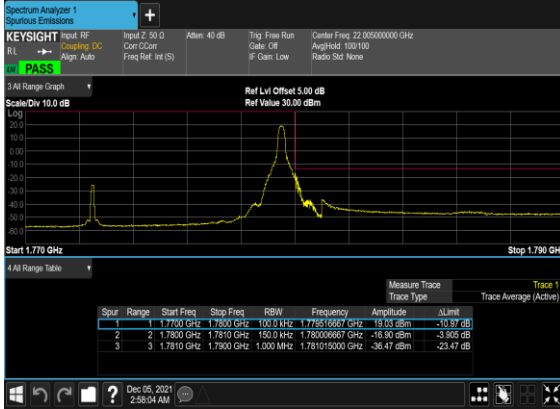 Spectrum Analyzer 1
Spurious Emissions
+
KEYSIGHT Input: RF Input Z: 50 Ω Atten: 40 dB Trig: Free Run Center Freq: 22.005000000 GHz
RL Coupling: DC Corr CCorr Gate: Off Avg|Hold: 100/100
Align: Auto Freq Ref: Int (S) IF Gain: Low Radio Std: None
PASS
3 All Range Graph
Ref Lvl Offset 5.00 dB
Scale/Div 10.0 dB Ref Value 30.00 dBm
Log
20.0
10.0
0.00
-10.0
-20.0
-30.0
-40.0
-50.0
-60.0
Start 1.770 GHz Stop 1.790 GHz
4 All Range Table
Measure Trace Trace 1
Trace Type Trace Average (Active)
Spur Range Start Freq Stop Freq RBW Frequency Amplitude ΔLimit
1 1 1.7700 GHz 1.7800 GHz 100.0 kHz 1.779516667 GHz 19.03 dBm -10.97 dB
2 2 1.7800 GHz 1.7810 GHz 150.0 kHz 1.780006667 GHz -16.90 dBm -3.905 dB
3 3 1.7810 GHz 1.7900 GHz 1.000 MHz 1.781015000 GHz -36.47 dBm -23.47 dB
? Dec 05, 2021
2:58:04 AM